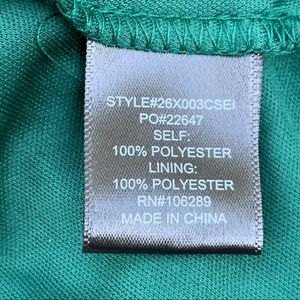 STYLE#26X003CSEI
PO#22647
SELF:
100% POLYESTER
LINING:
100% POLYESTER
RN#106289
MADE IN CHINA